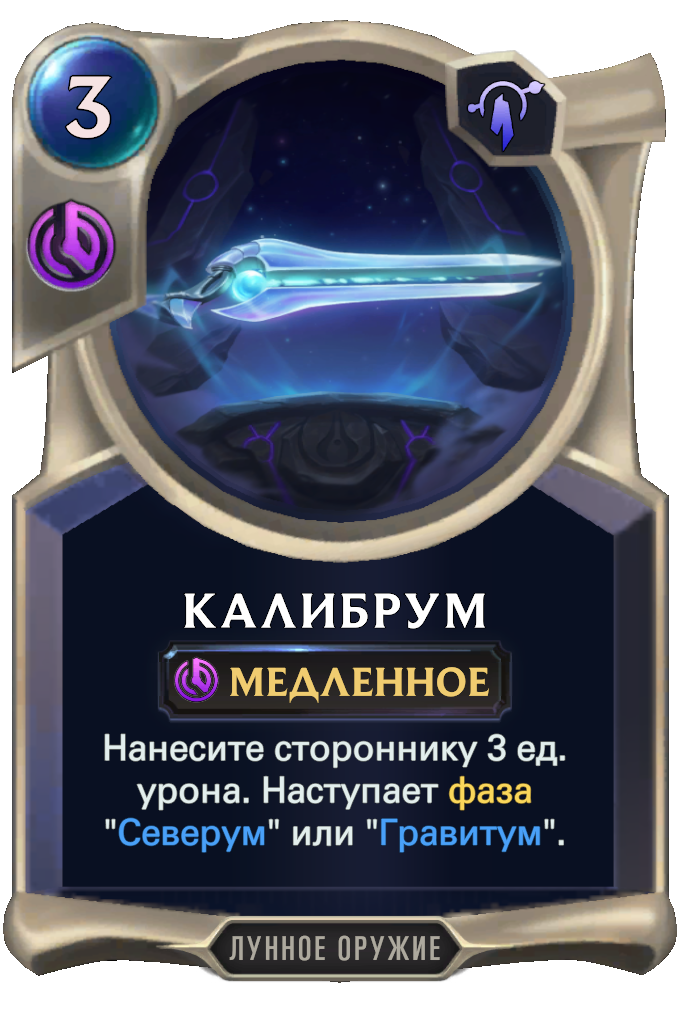 3
КАЛИБРУМ
МЕДЛЕННОЕ
Нанесите стороннику 3 ед.
урона. Наступает фаза
"Северум" или "Гравитум".
ЛУННОЕ ОРУЖИЕ